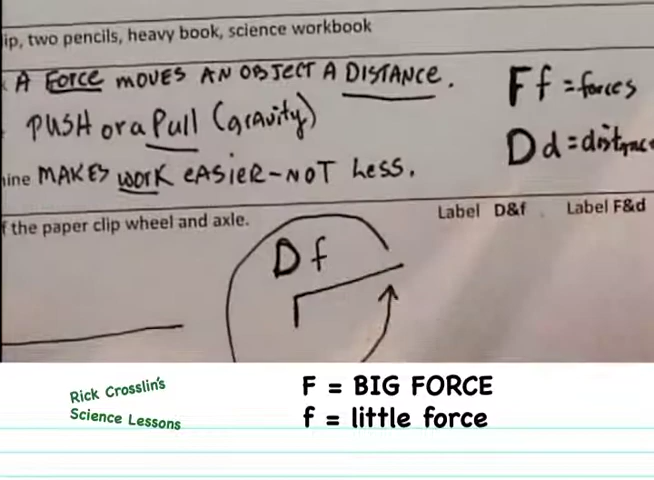 ip, two pencils, heavy book, science workbook
A Force MOVES AN OBJECT A DISTANCE.
Ff = forces
PUSH or a Pull (gravity)
Dd = distance
ine MAKES work EASIER - NOT LESS.
f the paper clip wheel and axle.
Label D&f Label F&d
D f
Rick Crosslin's
Science Lessons
F = BIG FORCE
f = little force